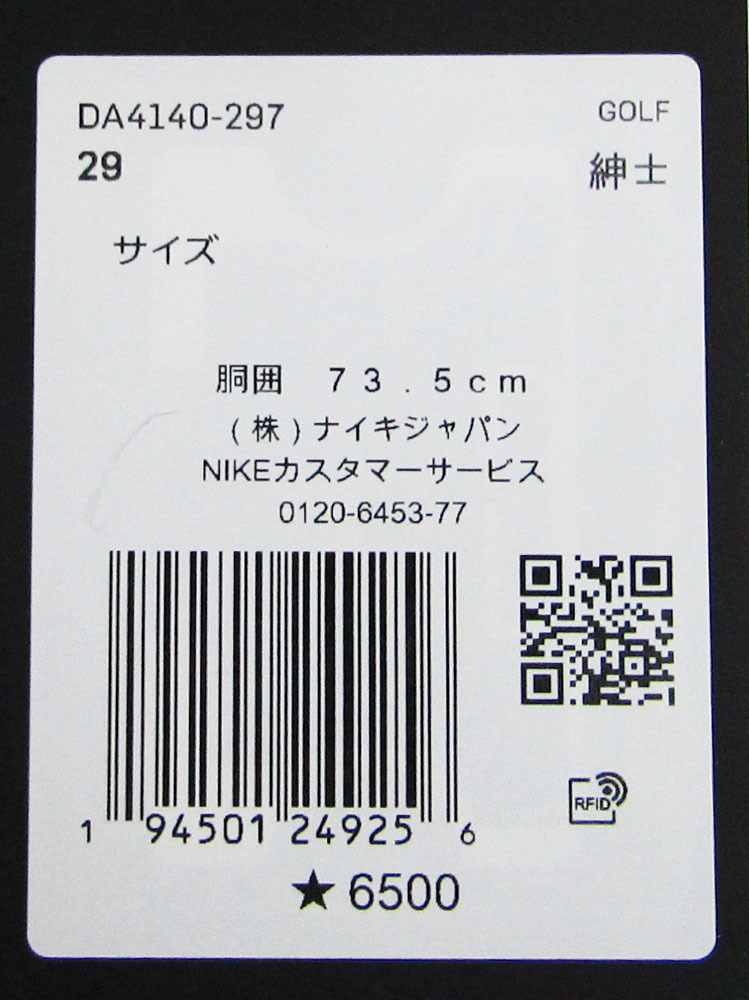 DA4140-297
GOLF
29
紳士
サイズ
胴囲　７３．５ｃｍ
(株)ナイキジャパン
NIKEカスタマーサービス
0120-6453-77
1 94501 24925 6
RFID
★6500